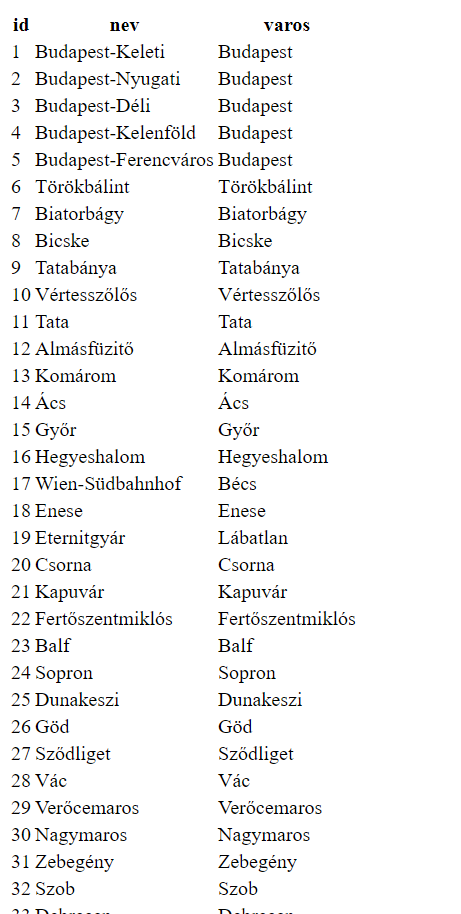 id nev varos
1 Budapest-Keleti Budapest
2 Budapest-Nyugati Budapest
3 Budapest-Déli Budapest
4 Budapest-Kelenföld Budapest
5 Budapest-Ferencváros Budapest
6 Törökbálint Törökbálint
7 Biatorbágy Biatorbágy
8 Bicske Bicske
9 Tatabánya Tatabánya
10 Vértesszőlős Vértesszőlős
11 Tata Tata
12 Almásfüzitő Almásfüzitő
13 Komárom Komárom
14 Ács Ács
15 Győr Győr
16 Hegyeshalom Hegyeshalom
17 Wien-Südbahnhof Bécs
18 Enese Enese
19 Eternitgyár Lábatlan
20 Csorna Csorna
21 Kapuvár Kapuvár
22 Fertőszentmiklós Fertőszentmiklós
23 Balf Balf
24 Sopron Sopron
25 Dunakeszi Dunakeszi
26 Göd Göd
27 Sződliget Sződliget
28 Vác Vác
29 Verőcemaros Verőcemaros
30 Nagymaros Nagymaros
31 Zebegény Zebegény
32 Szob Szob